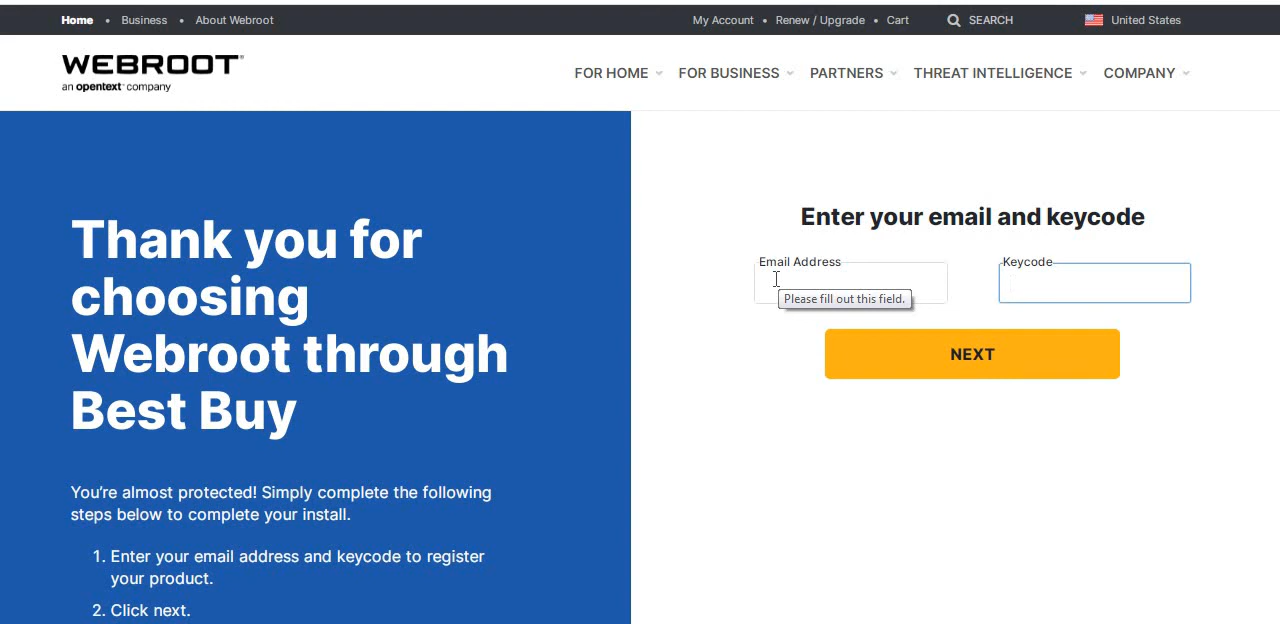 Home • Business • About Webroot
My Account • Renew / Upgrade • Cart
SEARCH
United States
WEBROOT®
an opentext™ company
FOR HOME
FOR BUSINESS
PARTNERS
THREAT INTELLIGENCE
COMPANY
Thank you for
choosing
Webroot through
Best Buy
You're almost protected! Simply complete the following
steps below to complete your install.
1. Enter your email address and keycode to register
your product.
2. Click next.
Enter your email and keycode
Email Address
Keycode
Please fill out this field.
NEXT